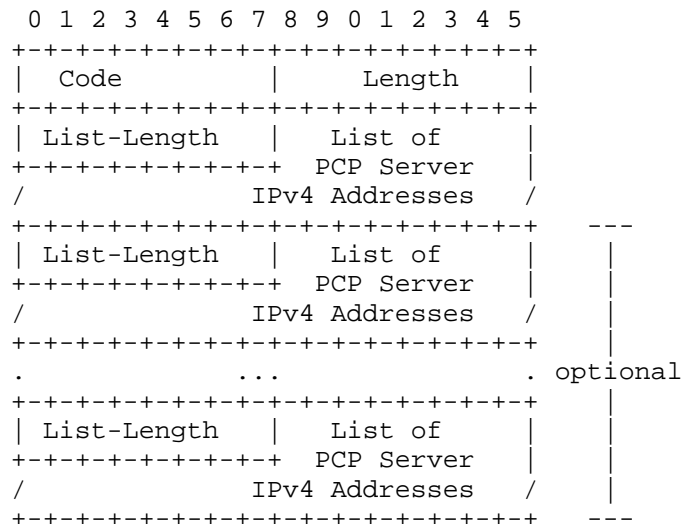 0 1 2 3 4 5 6 7 8 9 0 1 2 3 4 5
+-+-+-+-+-+-+-+-+-+-+-+-+-+-+-+-+
|  Code         |    Length     |
+-+-+-+-+-+-+-+-+-+-+-+-+-+-+-+-+
| List-Length   |   List of     |
+-+-+-+-+-+-+-+-+  PCP Server   |
/              IPv4 Addresses   /
+-+-+-+-+-+-+-+-+-+-+-+-+-+-+-+-+   ---
| List-Length   |   List of     |    |
+-+-+-+-+-+-+-+-+  PCP Server   |    |
/              IPv4 Addresses   /    |
+-+-+-+-+-+-+-+-+-+-+-+-+-+-+-+-+    |
.             ...               . optional
+-+-+-+-+-+-+-+-+-+-+-+-+-+-+-+-+    |
| List-Length   |   List of     |    |
+-+-+-+-+-+-+-+-+  PCP Server   |    |
/              IPv4 Addresses   /    |
+-+-+-+-+-+-+-+-+-+-+-+-+-+-+-+-+   ---